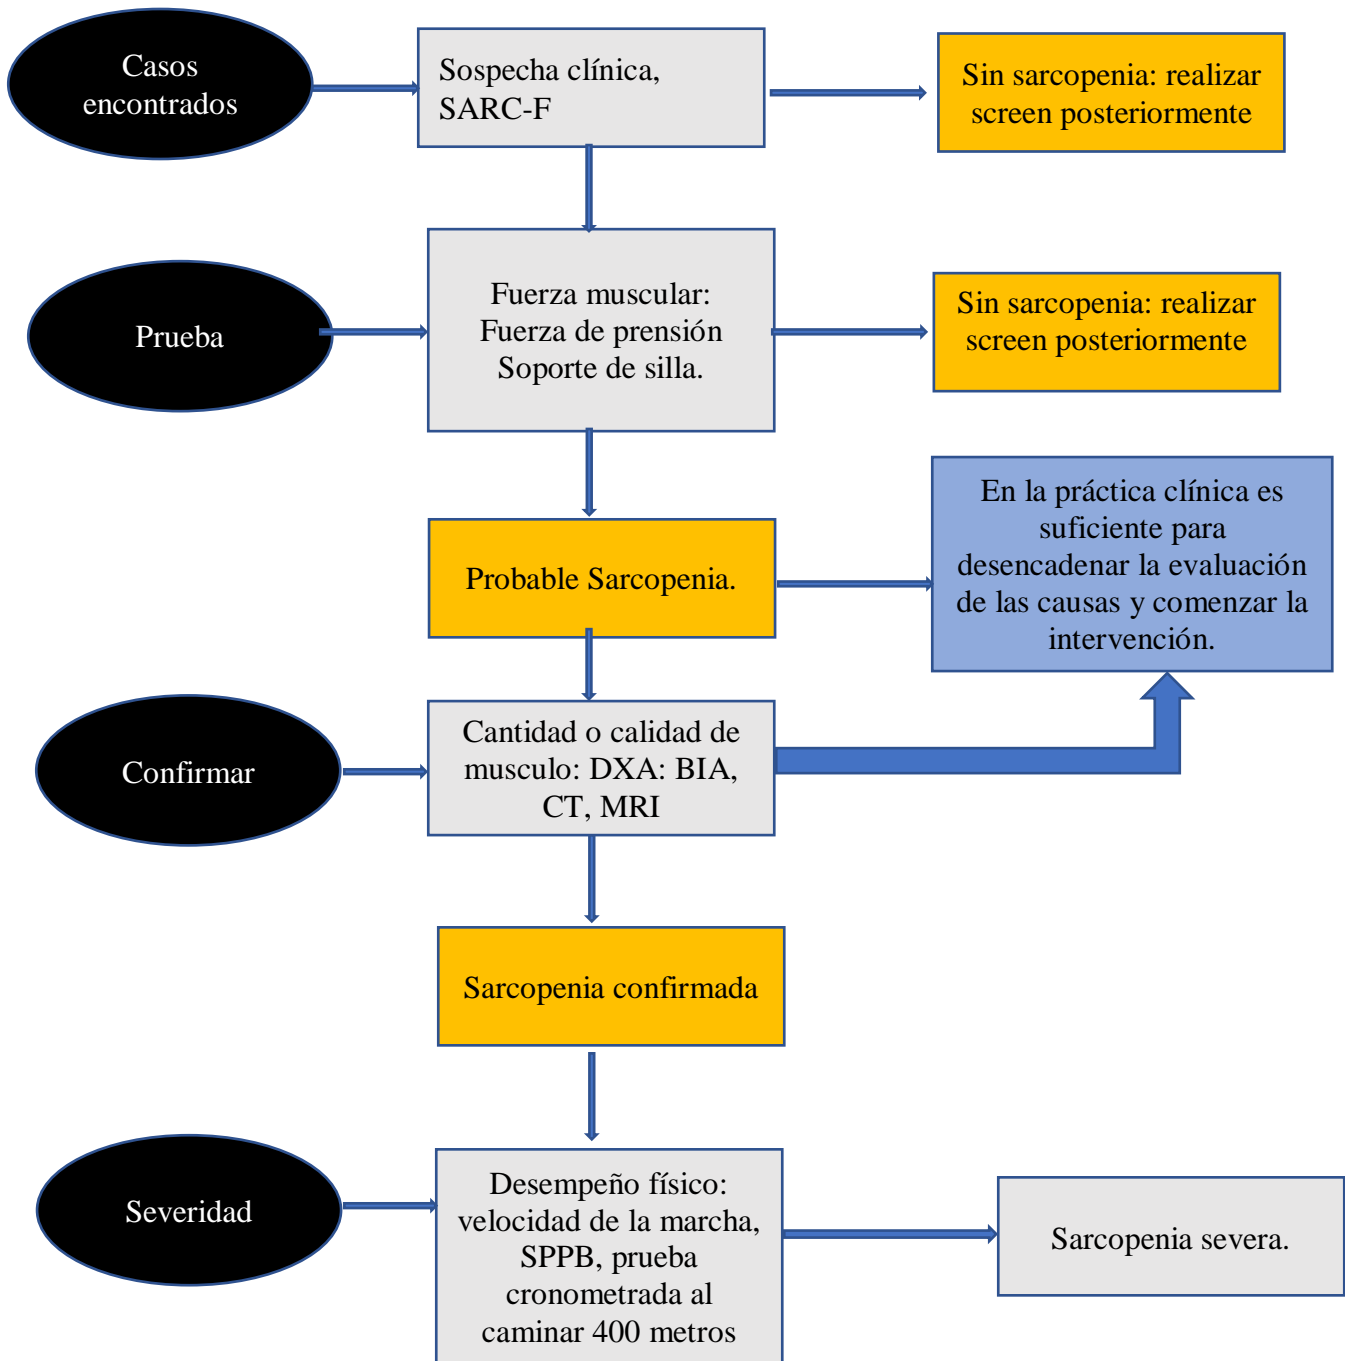 Casos
encontrados
Sospecha clínica,
SARC-F
Sin sarcopenia: realizar
screen posteriormente
Prueba
Fuerza muscular:
Fuerza de prensión
Soporte de silla.
Sin sarcopenia: realizar
screen posteriormente
Probable Sarcopenia.
En la práctica clínica es
suficiente para
desencadenar la evaluación
de las causas y comenzar la
intervención.
Confirmar
Cantidad o calidad de
musculo: DXA: BIA,
CT, MRI
Sarcopenia confirmada
Severidad
Desempeño físico:
velocidad de la marcha,
SPPB, prueba
cronometrada al
caminar 400 metros
Sarcopenia severa.